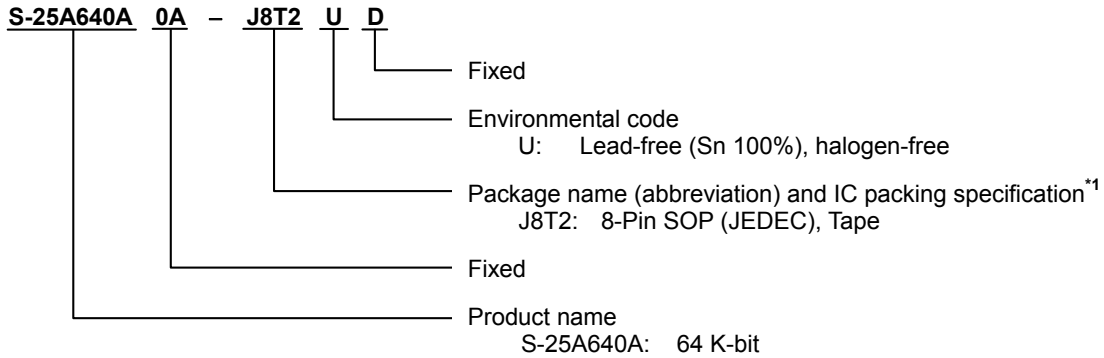 S-25A640A 0A – J8T2 U D
Fixed
Environmental code
U: Lead-free (Sn 100%), halogen-free
Package name (abbreviation) and IC packing specification*1
J8T2: 8-Pin SOP (JEDEC), Tape
Fixed
Product name
S-25A640A: 64 K-bit